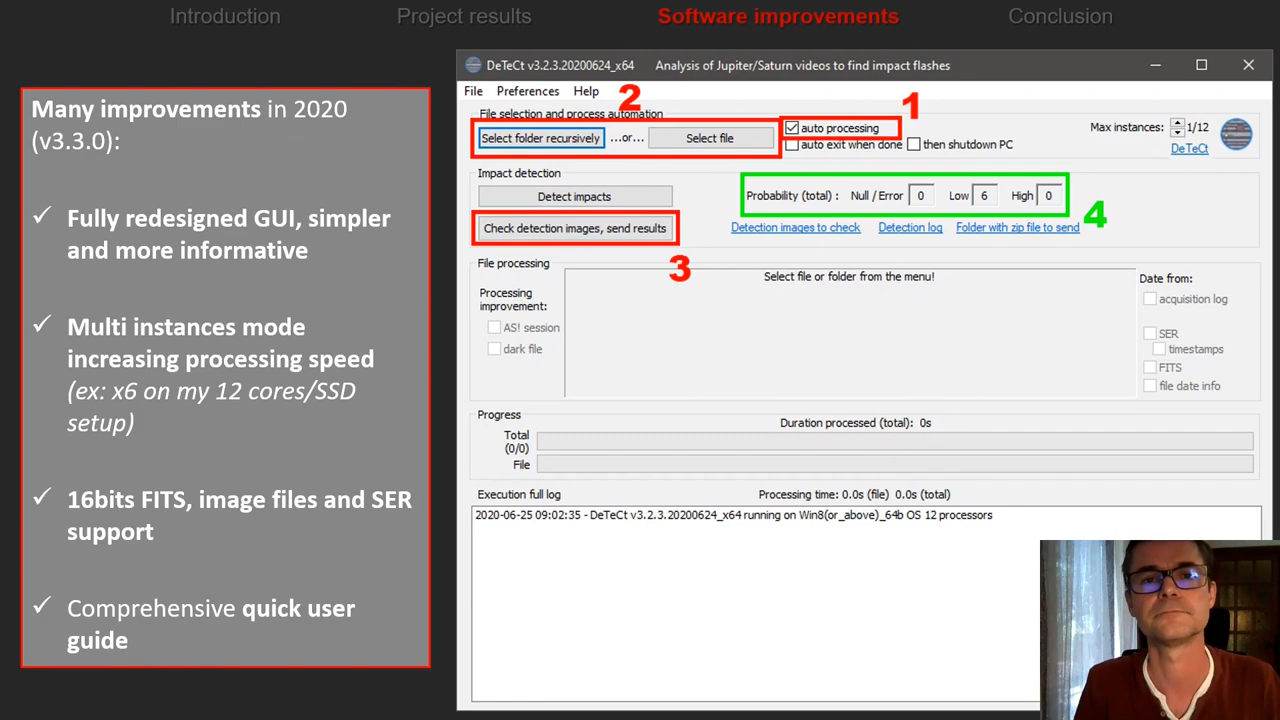 Introduction
Project results
Software improvements
Conclusion
Many improvements in 2020
(v3.3.0):
✓ Fully redesigned GUI, simpler
and more informative
✓ Multi instances mode
increasing processing speed
(ex: x6 on my 12 cores/SSD
setup)
✓ 16bits FITS, image files and SER
support
✓ Comprehensive quick user
guide
DeTeCt v3.2.3.20200624_x64 Analysis of Jupiter/Saturn videos to find impact flashes
File Preferences Help
2
1
File selection and process automation
Select folder recursively ...or... Select file
auto processing
auto exit when done then shutdown PC
Max instances: 1/12
DeTeCt
Impact detection
Detect impacts
Probability (total) : Null / Error 0 Low 6 High 0
4
Check detection images, send results
Detection images to check Detection log Folder with zip file to send
3
File processing
Select file or folder from the menu!
Processing
improvement:
AS! session
dark file
Date from:
acquisition log
SER
timestamps
FITS
file date info
Progress
Duration processed (total): 0s
Total
(0/0)
File
Execution full log Processing time: 0.0s (file) 0.0s (total)
2020-06-25 09:02:35 - DeTeCt v3.2.3.20200624_x64 running on Win8(or_above)_64b OS 12 processors